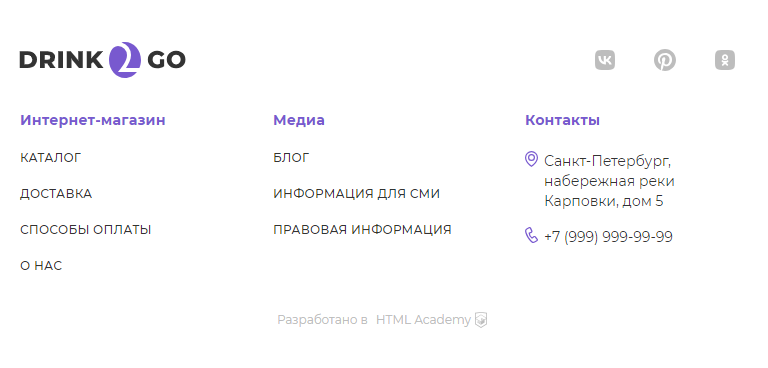 DRINK 2 GO
Интернет-магазин
КАТАЛОГ
ДОСТАВКА
СПОСОБЫ ОПЛАТЫ
О НАС
Медиа
БЛОГ
ИНФОРМАЦИЯ ДЛЯ СМИ
ПРАВОВАЯ ИНФОРМАЦИЯ
Контакты
Санкт-Петербург,
набережная реки
Карповки, дом 5
+7 (999) 999-99-99
Разработано в HTML Academy